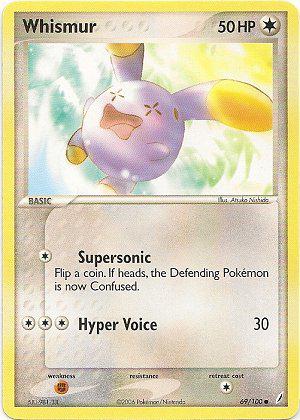 Whismur 50 HP
BASIC
Illus. Atsuko Nishida
Supersonic
Flip a coin. If heads, the Defending Pokémon
is now Confused.
Hyper Voice 30
weakness resistance retreat cost
©2006 Pokémon/Nintendo 69/100